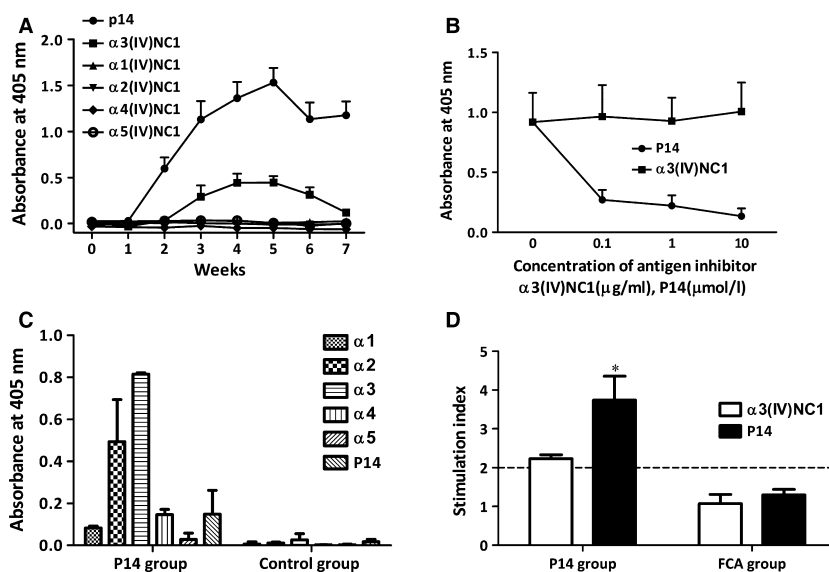 A
p14
α3(IV)NC1
α1(IV)NC1
α2(IV)NC1
α4(IV)NC1
α5(IV)NC1
Absorbance at 405 nm
2.0
1.5
1.0
0.5
0.0
0 1 2 3 4 5 6 7
Weeks
B
Absorbance at 405 nm
1.5
1.0
0.5
0.0
P14
α3(IV)NC1
0 0.1 1 10
Concentration of antigen inhibitor
α3(IV)NC1(μg/ml), P14(μmol/l)
C
Absorbance at 405 nm
1.0
0.8
0.6
0.4
0.2
0.0
α1
α2
α3
α4
α5
P14
P14 group Control group
D
Stimulation index
5
4
3
2
1
0
*
α3(IV)NC1
P14
P14 group FCA group